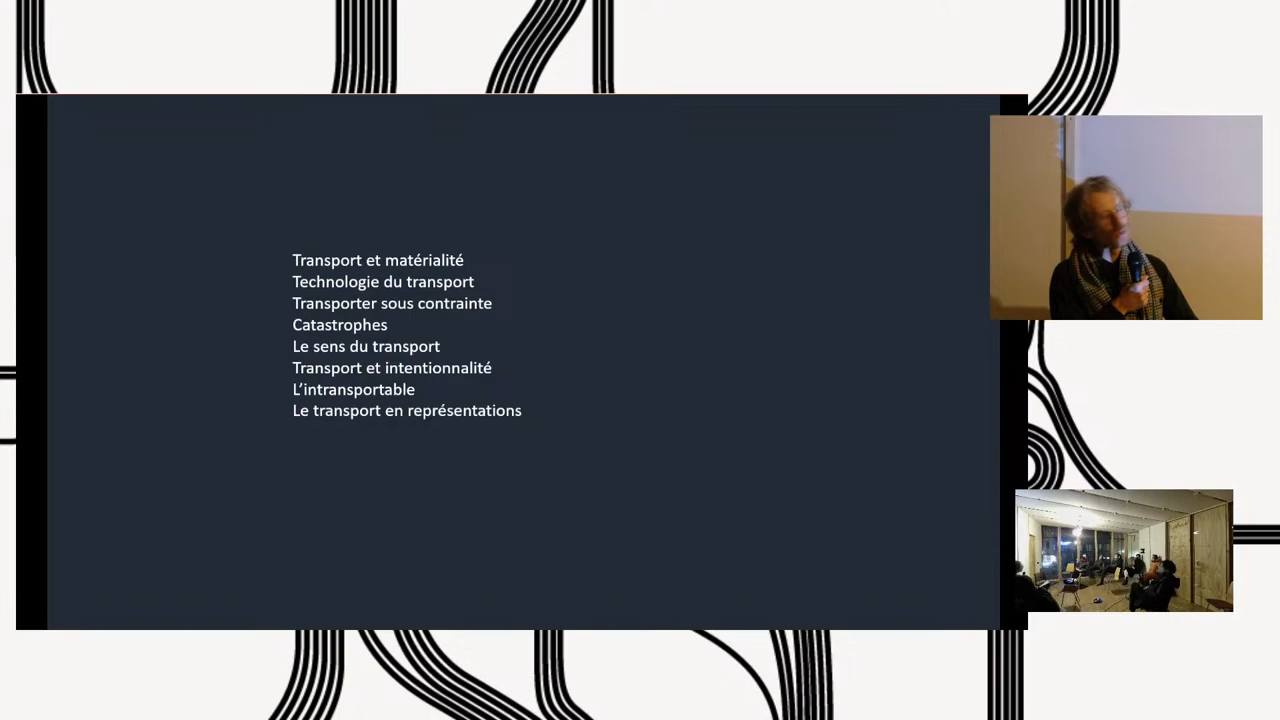 Transport et matérialité
Technologie du transport
Transporter sous contrainte
Catastrophes
Le sens du transport
Transport et intentionnalité
L’intransportable
Le transport en représentations